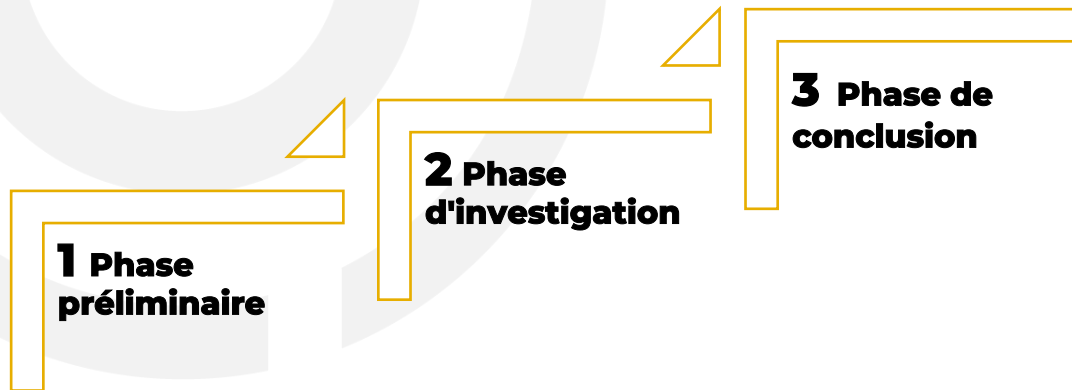 1 Phase
préliminaire
2 Phase
d'investigation
3 Phase de
conclusion